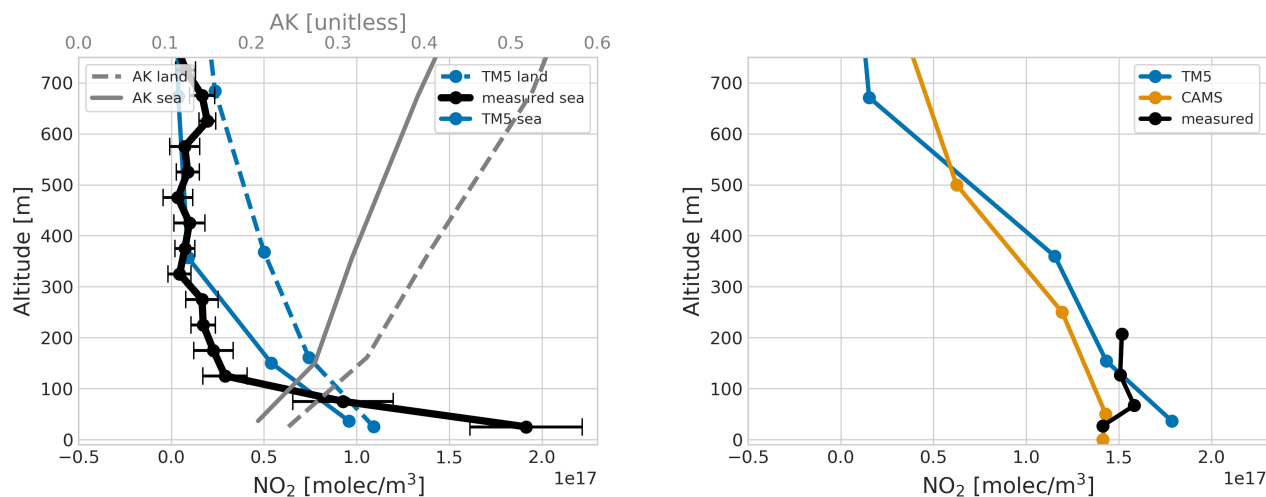 AK [unitless]
0.0 0.1 0.2 0.3 0.4 0.5 0.6
AK land
AK sea
TM5 land
measured sea
TM5 sea
700
600
500
400
300
200
100
0
Altitude [m]
−0.5 0.0 0.5 1.0 1.5 2.0
1e17
NO₂ [molec/m³]
TM5
CAMS
measured
700
600
500
400
300
200
100
0
Altitude [m]
−0.5 0.0 0.5 1.0 1.5 2.0
1e17
NO₂ [molec/m³]